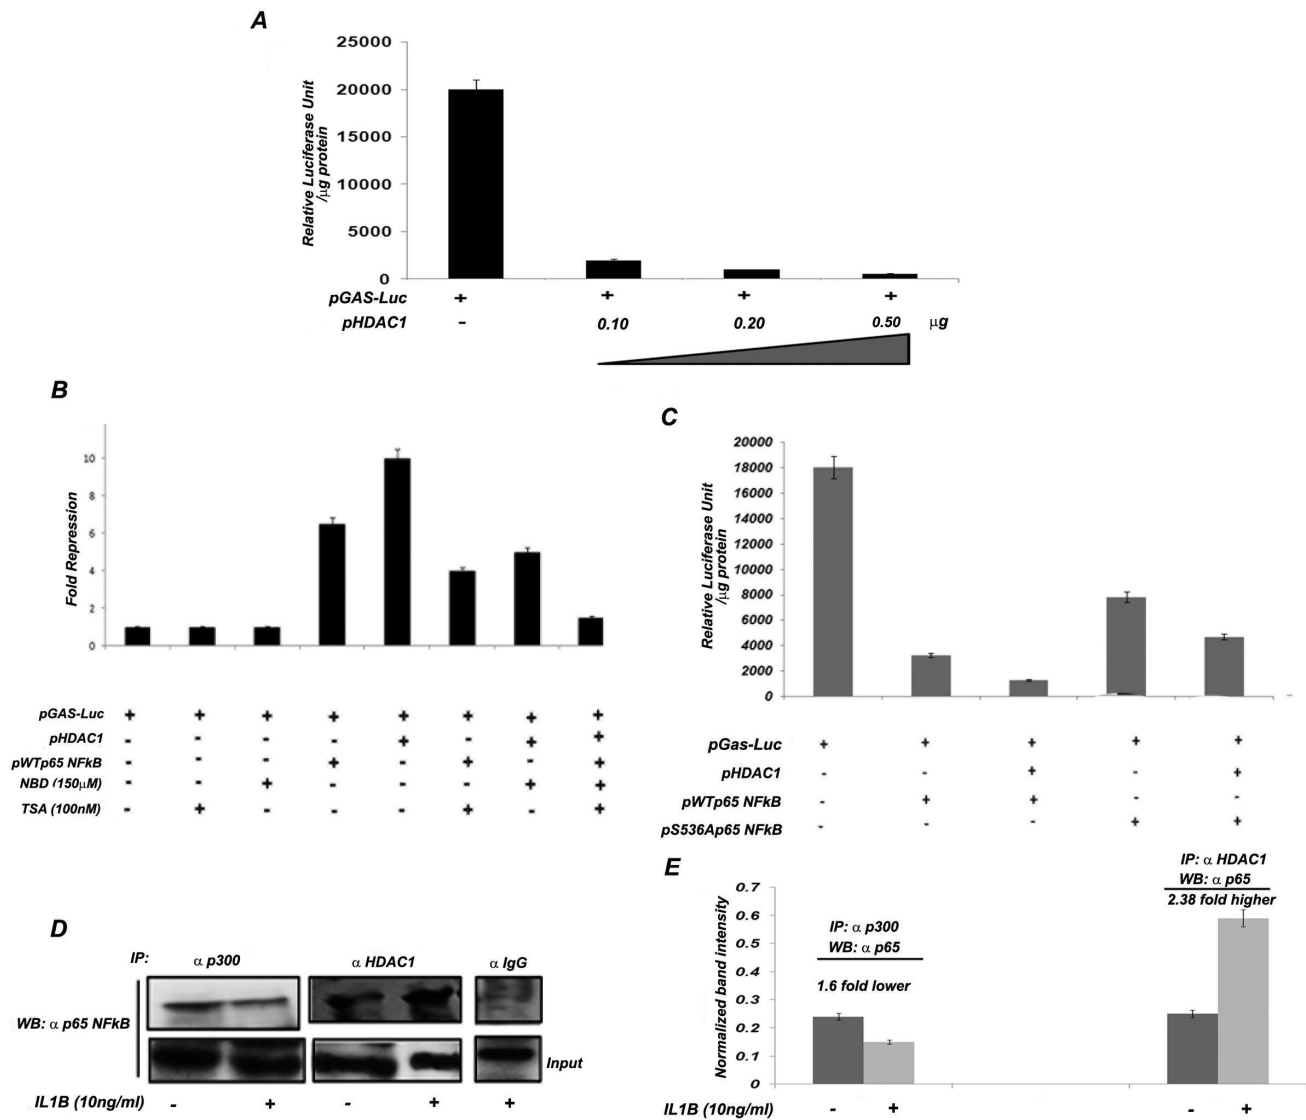 A
Relative Luciferase Unit
/µg protein
25000
20000
15000
10000
5000
0
pGAS-Luc + + + +
pHDAC1 - 0.10 0.20 0.50 µg
B
Fold Repression
10
8
6
4
2
0
pGAS-Luc + + + + + + + +
pHDAC1 - - - - + - + +
pWTp65 NFkB - - - + - + - +
NBD (150µM) - - + - - - + +
TSA (100nM) - + - - - + - +
C
Relative Luciferase Unit
/µg protein
20000
18000
16000
14000
12000
10000
8000
6000
4000
2000
0
pGas-Luc + + + + +
pHDAC1 - - + - +
pWTp65 NFkB - + + - -
pS536Ap65 NFkB - - - + +
D
IP: α p300 α HDAC1 α IgG
WB: α p65 NFkB
Input
IL1B (10ng/ml) - + - + +
E
Normalized band intensity
0.7
0.6
0.5
0.4
0.3
0.2
0.1
0
IP: α p300
WB: α p65
1.6 fold lower
IP: α HDAC1
WB: α p65
2.38 fold higher
IL1B (10ng/ml) - + - +